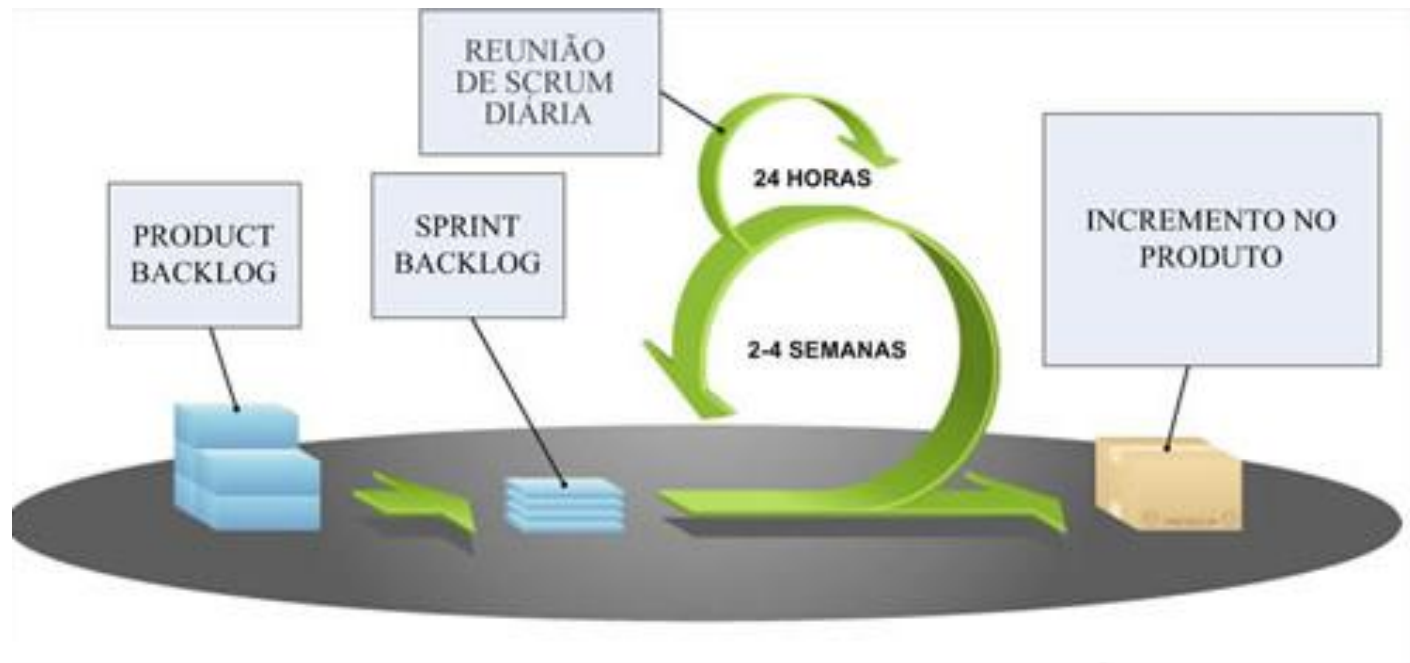 REUNIÃO
DE SCRUM
DIÁRIA
24 HORAS
PRODUCT
BACKLOG
SPRINT
BACKLOG
2-4 SEMANAS
INCREMENTO NO
PRODUTO